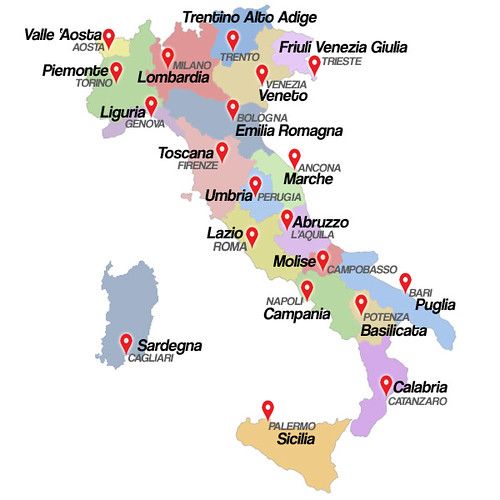 Trentino Alto Adige
Valle 'Aosta
AOSTA
Friuli Venezia Giulia
TRIESTE
TRENTO
MILANO
Lombardia
Piemonte
TORINO
VENEZIA
Veneto
Liguria
GENOVA
BOLOGNA
Emilia Romagna
Toscana
FIRENZE
ANCONA
Marche
Umbria
PERUGIA
Abruzzo
L'AQUILA
Lazio
ROMA
Molise
CAMPOBASSO
NAPOLI
Campania
BARI
Puglia
POTENZA
Basilicata
Sardegna
CAGLIARI
Calabria
CATANZARO
PALERMO
Sicilia